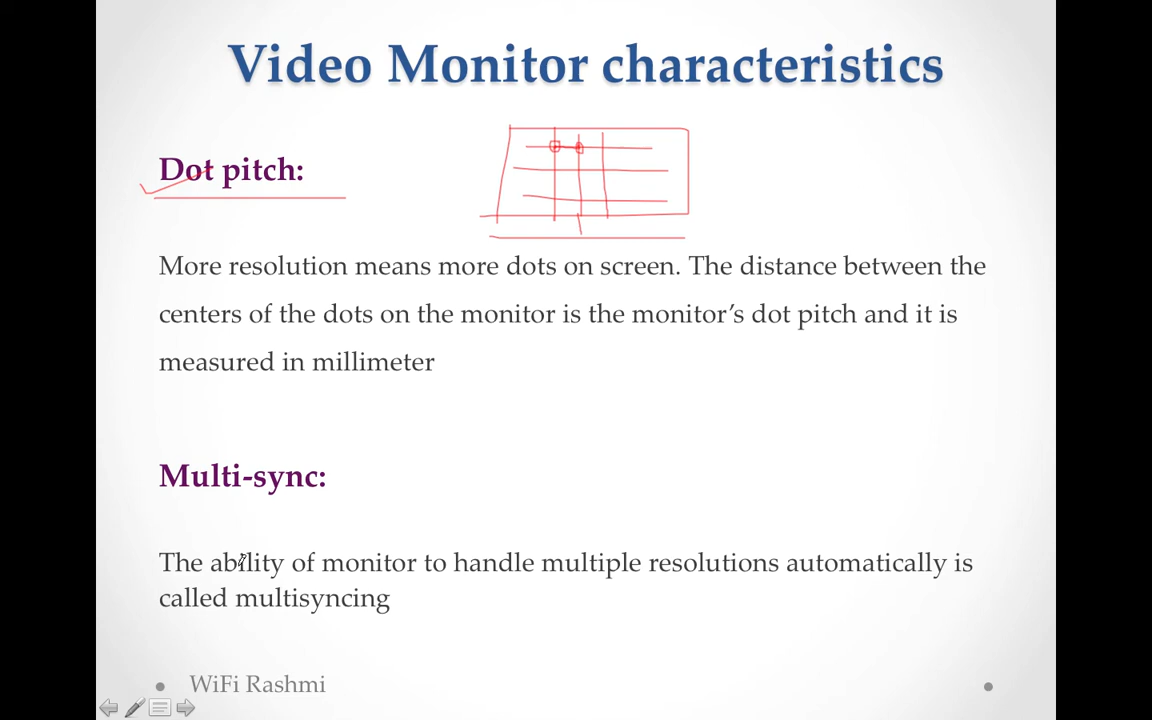 Video Monitor characteristics
Dot pitch:
More resolution means more dots on screen. The distance between the
centers of the dots on the monitor is the monitor’s dot pitch and it is
measured in millimeter
Multi-sync:
The ability of monitor to handle multiple resolutions automatically is
called multisyncing
WiFi Rashmi